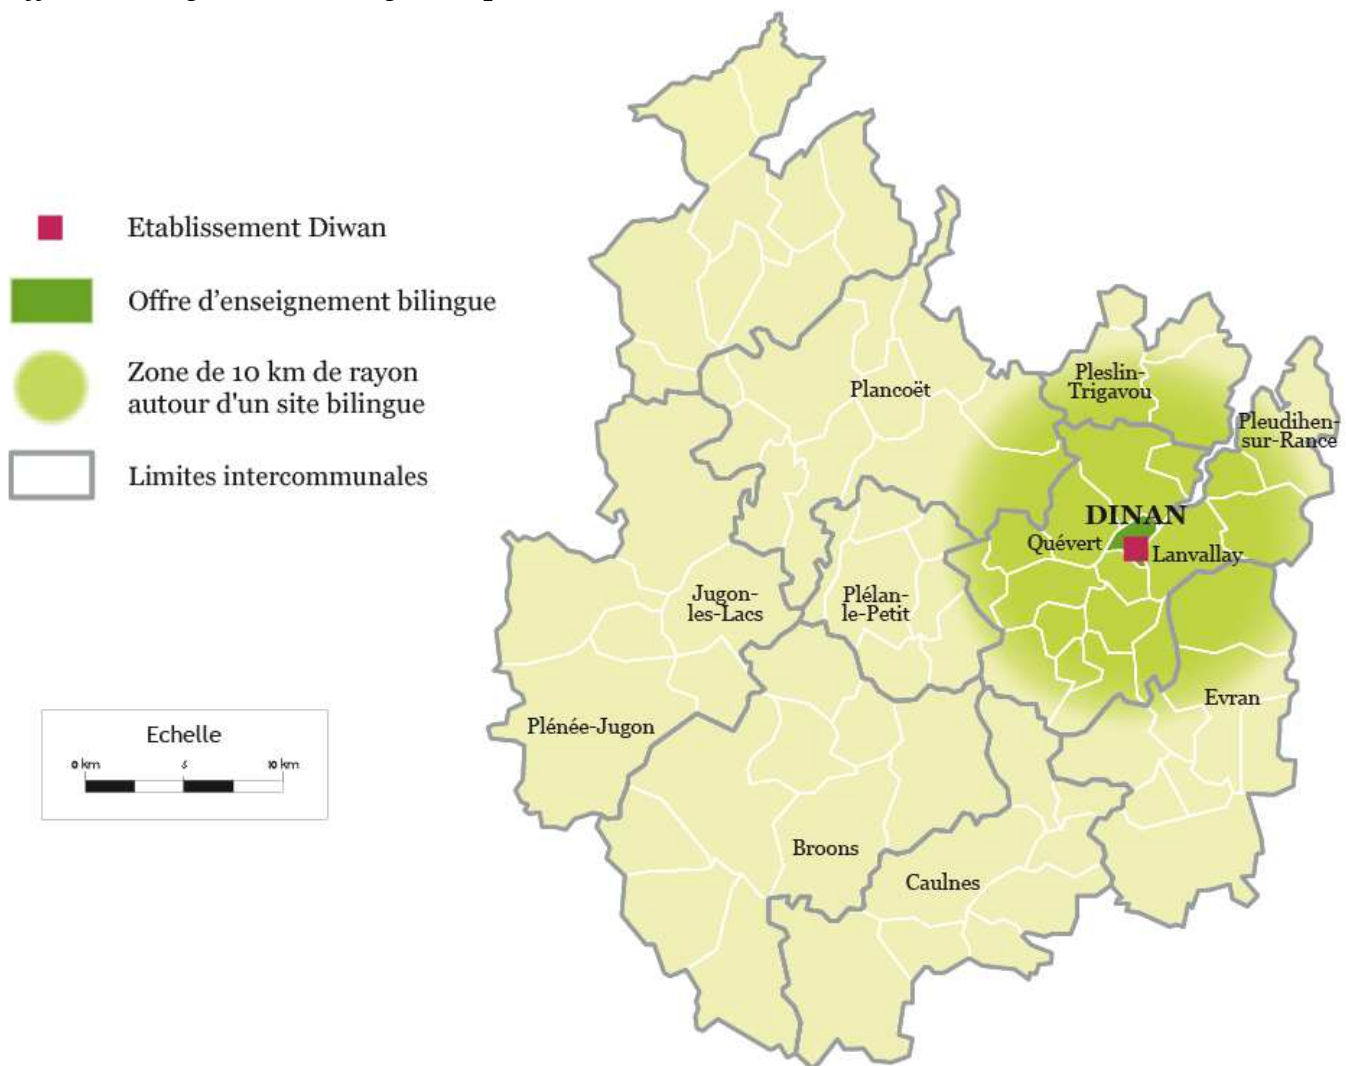 Etablissement Diwan
Offre d'enseignement bilingue
Zone de 10 km de rayon
autour d'un site bilingue
Limites intercommunales
Echelle
0 km 5 10 km
Plancoët
Pleslin-
Trigavou
Pleudihen-
sur-Rance
DINAN
Quévert
Lanvallay
Jugon-
les-Lacs
Plélan-
le-Petit
Evran
Plénée-Jugon
Broons
Caulnes